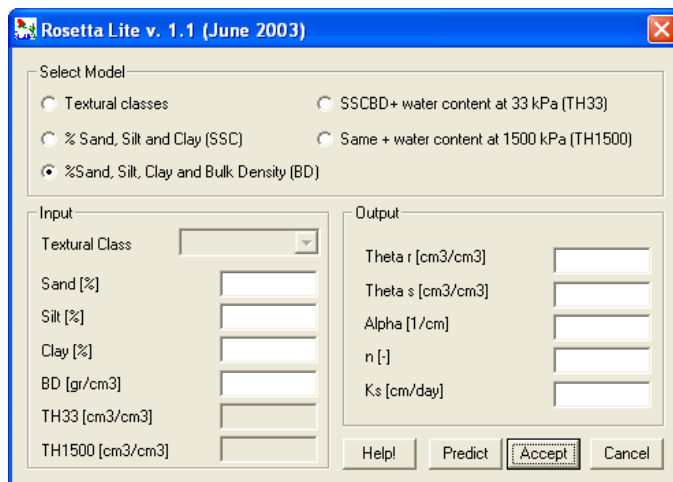 Rosetta Lite v. 1.1 (June 2003)
Select Model
Textural classes
SSCBD+ water content at 33 kPa (TH33)
% Sand, Silt and Clay (SSC)
Same + water content at 1500 kPa (TH1500)
%Sand, Silt, Clay and Bulk Density (BD)
Input
Textural Class
Sand [%]
Silt [%]
Clay [%]
BD [gr/cm3]
TH33 [cm3/cm3]
TH1500 [cm3/cm3]
Output
Theta r [cm3/cm3]
Theta s [cm3/cm3]
Alpha [1/cm]
n [-]
Ks [cm/day]
Help!
Predict
Accept
Cancel